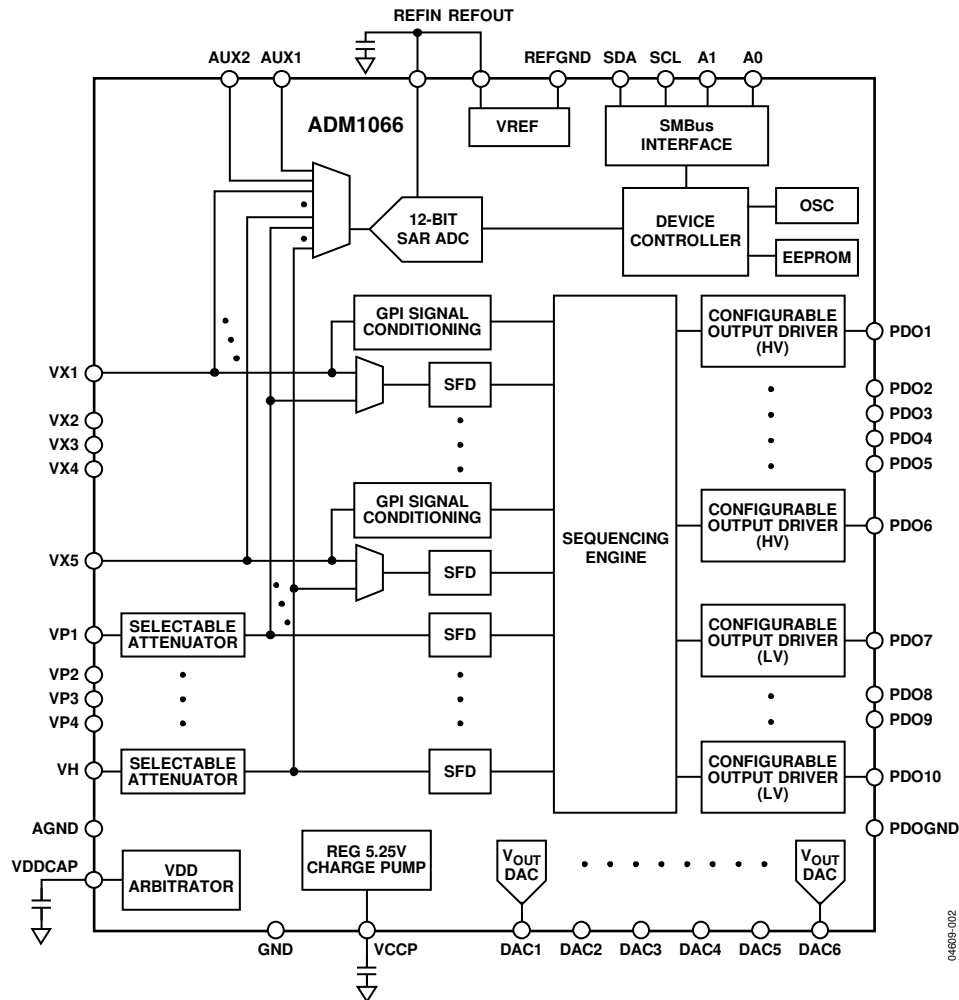 REFIN REFOUT
AUX2 AUX1
REFGND SDA SCL A1 A0
ADM1066
VREF
SMBus
INTERFACE
12-BIT
SAR ADC
DEVICE
CONTROLLER
OSC
EEPROM
GPI SIGNAL
CONDITIONING
SFD
GPI SIGNAL
CONDITIONING
SFD
SELECTABLE
ATTENUATOR
SFD
SELECTABLE
ATTENUATOR
SFD
SEQUENCING
ENGINE
CONFIGURABLE
OUTPUT DRIVER
(HV)
CONFIGURABLE
OUTPUT DRIVER
(HV)
CONFIGURABLE
OUTPUT DRIVER
(LV)
CONFIGURABLE
OUTPUT DRIVER
(LV)
VX1
VX2
VX3
VX4
VX5
VP1
VP2
VP3
VP4
VH
AGND
VDDCAP
PDO1
PDO2
PDO3
PDO4
PDO5
PDO6
PDO7
PDO8
PDO9
PDO10
PDOGND
VDD
ARBITRATOR
REG 5.25V
CHARGE PUMP
VOUT
DAC
VOUT
DAC
GND
VCCP
DAC1 DAC2 DAC3 DAC4 DAC5 DAC6
04609-002